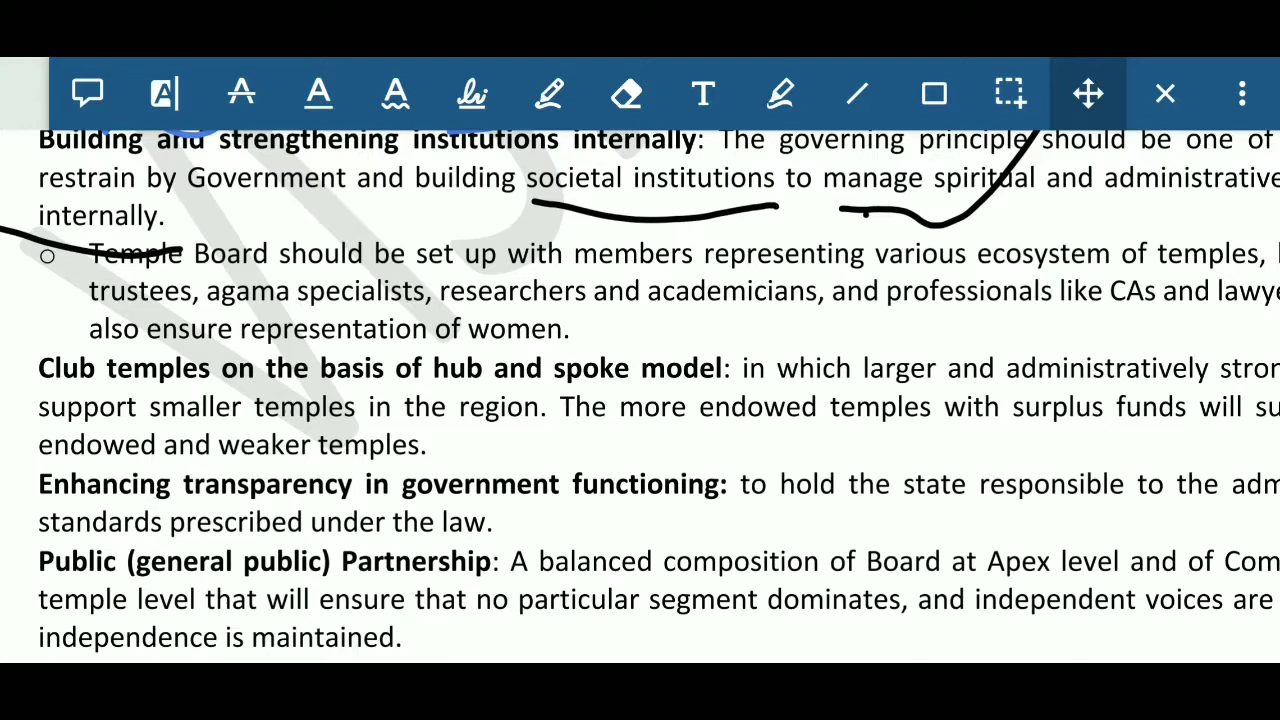 Building and strengthening institutions internally: The governing principle should be one of
restrain by Government and building societal institutions to manage spiritual and administrative
internally.
o Temple Board should be set up with members representing various ecosystem of temples,
trustees, agama specialists, researchers and academicians, and professionals like CAs and
also ensure representation of women.
Club temples on the basis of hub and spoke model: in which larger and administratively
support smaller temples in the region. The more endowed temples with surplus funds will
endowed and weaker temples.
Enhancing transparency in government functioning: to hold the state responsible to the
standards prescribed under the law.
Public (general public) Partnership: A balanced composition of Board at Apex level and of
temple level that will ensure that no particular segment dominates, and independent voices are
independence is maintained.